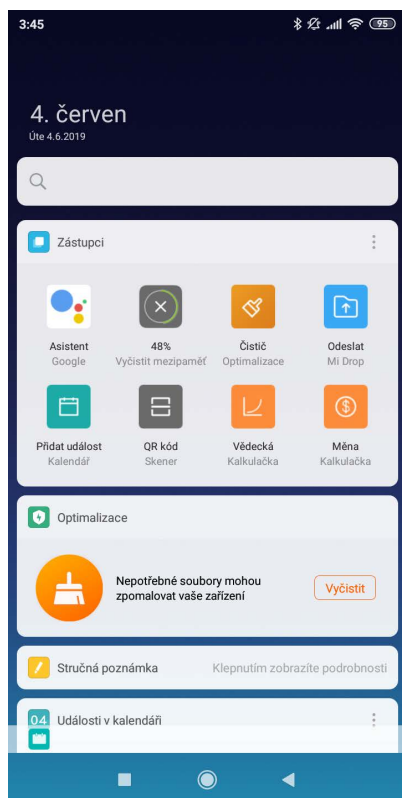 3:45
95
4. červen
Úte 4.6.2019
Zástupci
Asistent
Google
48%
Vyčistit mezipaměť
Čistič
Optimalizace
Odeslat
Mi Drop
Přidat událost
Kalendář
QR kód
Skener
Vědecká
Kalkulačka
Měna
Kalkulačka
Optimalizace
Nepotřebné soubory mohou
zpomalovat vaše zařízení
Vyčistit
Stručná poznámka
Klepnutím zobrazíte podrobnosti
04
Události v kalendáři